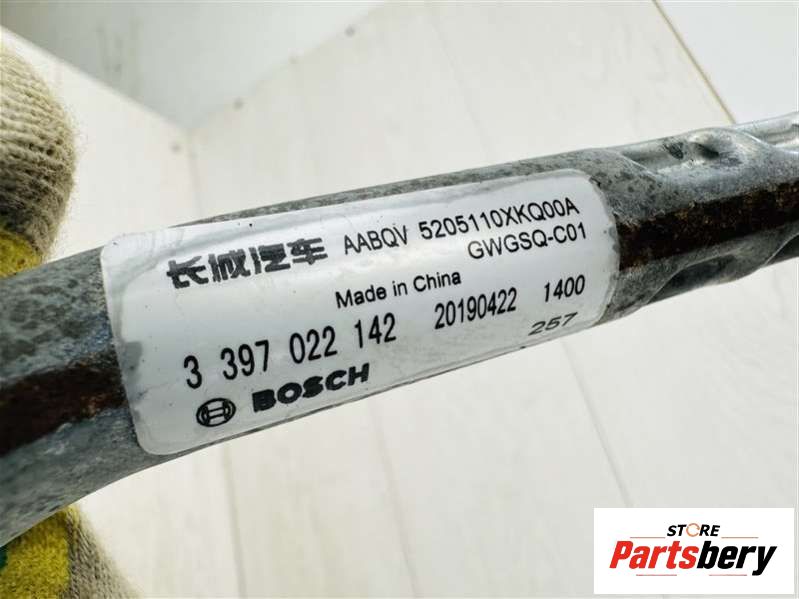 长城汽车 AABQV 5205110XKQ00A
GWGSQ-C01
Made in China
3 397 022 142 20190422 1400
257
BOSCH
STORE
Partsbery